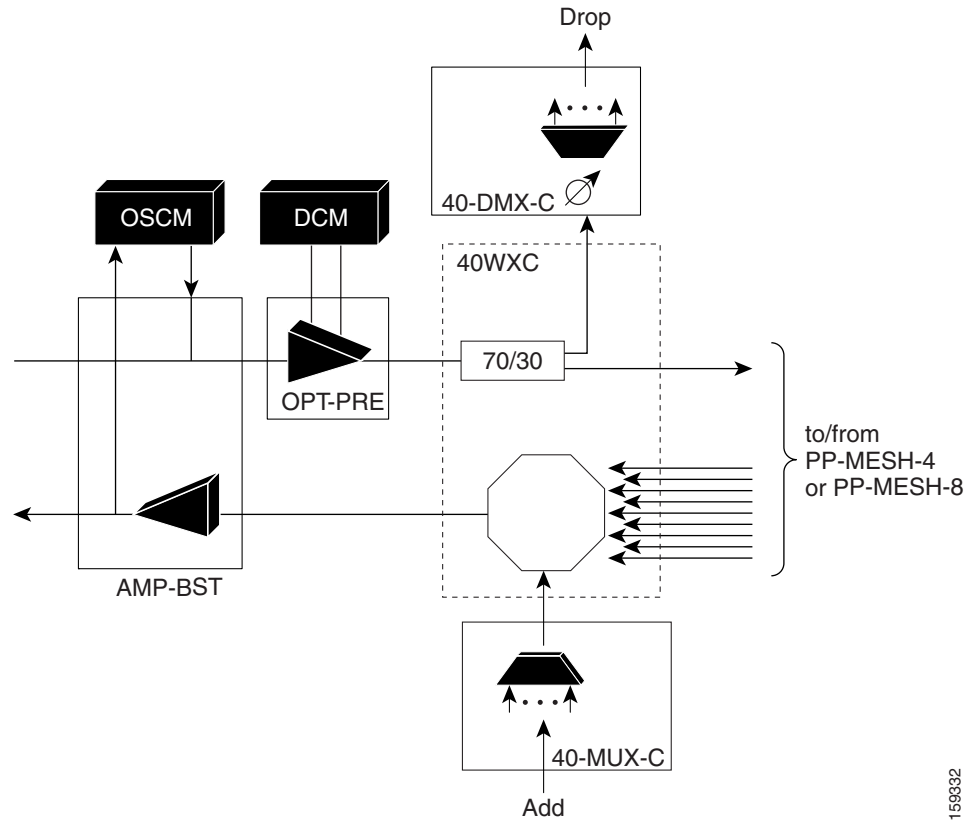 Drop
40-DMX-C
OSCM
DCM
40WXC
70/30
OPT-PRE
to/from
PP-MESH-4
or PP-MESH-8
AMP-BST
40-MUX-C
Add
159332